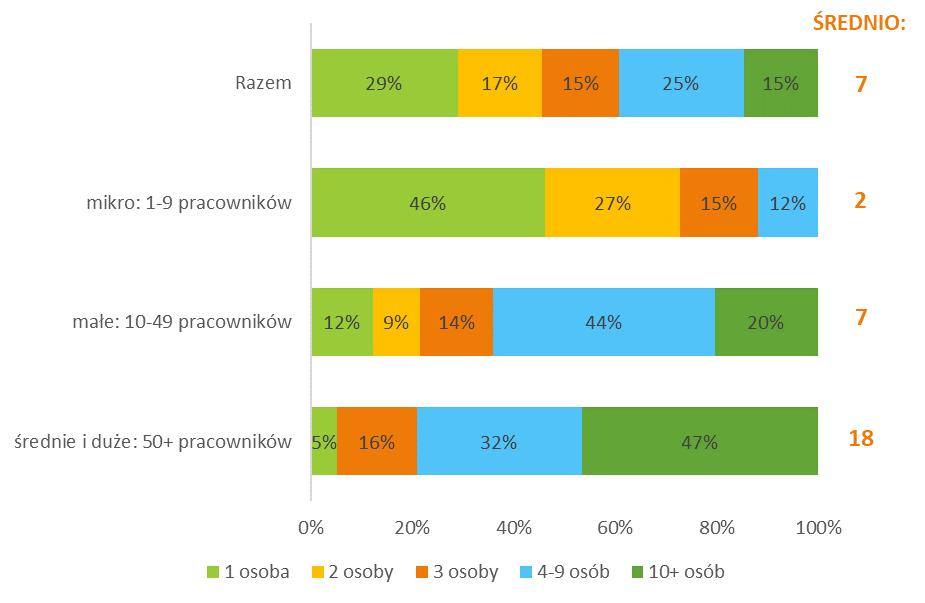 ŚREDNIO:
Razem 29% 17% 15% 25% 15% 7
mikro: 1-9 pracowników 46% 27% 15% 12% 2
małe: 10-49 pracowników 12% 9% 14% 44% 20% 7
średnie i duże: 50+ pracowników 5% 16% 32% 47% 18
0% 20% 40% 60% 80% 100%
1 osoba 2 osoby 3 osoby 4-9 osób 10+ osób